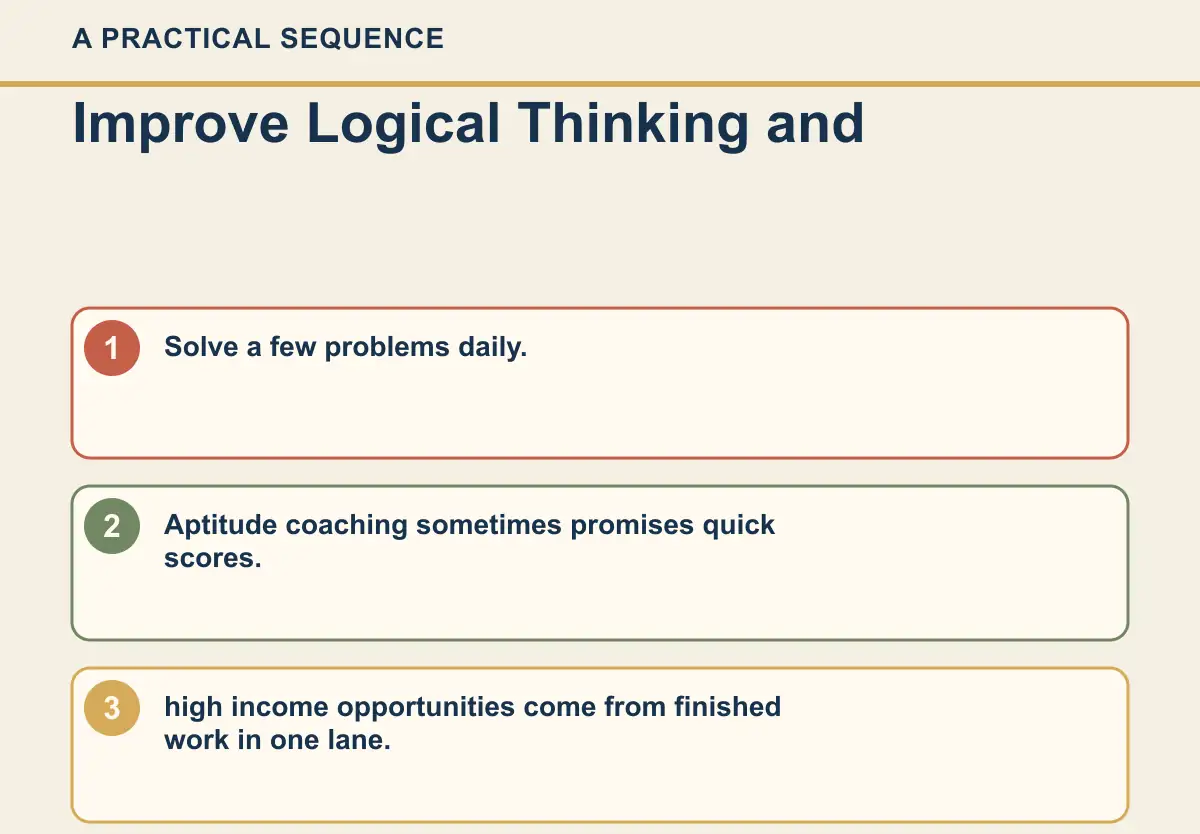 A PRACTICAL SEQUENCE
Improve Logical Thinking and
1
Solve a few problems daily.
2
Aptitude coaching sometimes promises quick
scores.
3
high income opportunities come from finished
work in one lane.